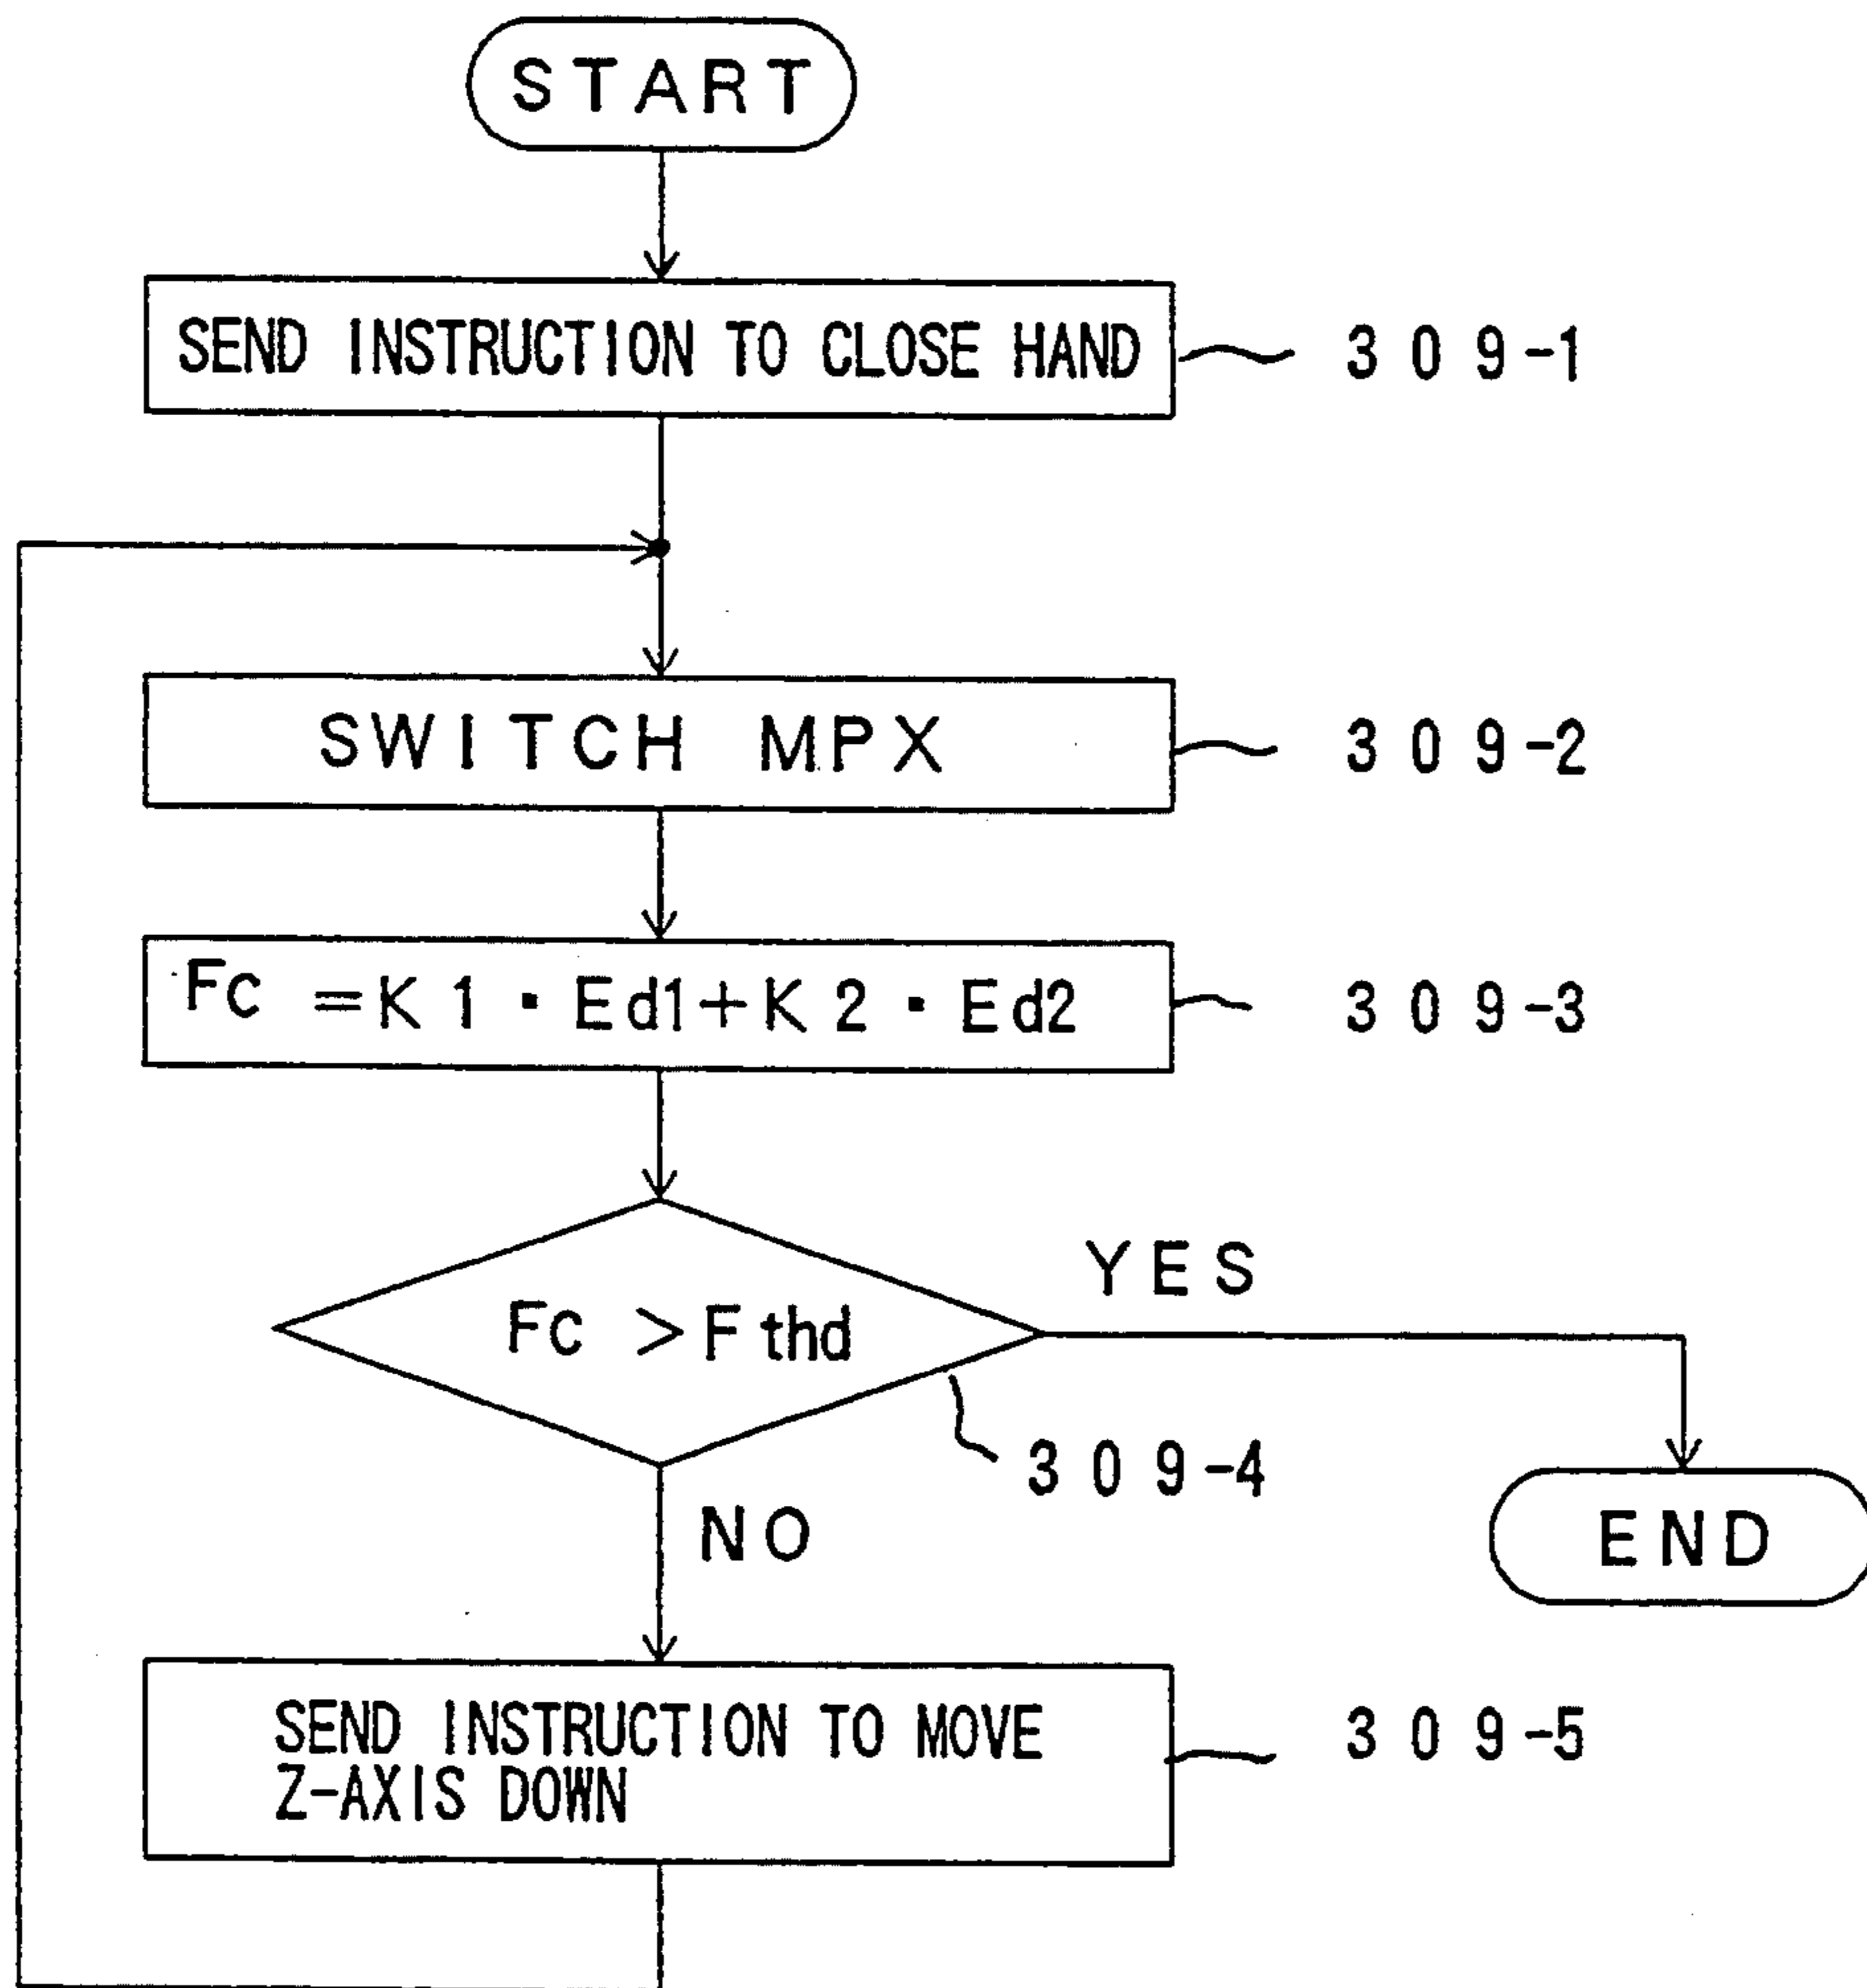 START
SEND INSTRUCTION TO CLOSE HAND
309-1
SWITCH MPX
309-2
Fc =K1・Ed1+K2・Ed2
309-3
Fc >Fthd
YES
309-4
NO
END
SEND INSTRUCTION TO MOVE
Z-AXIS DOWN
309-5